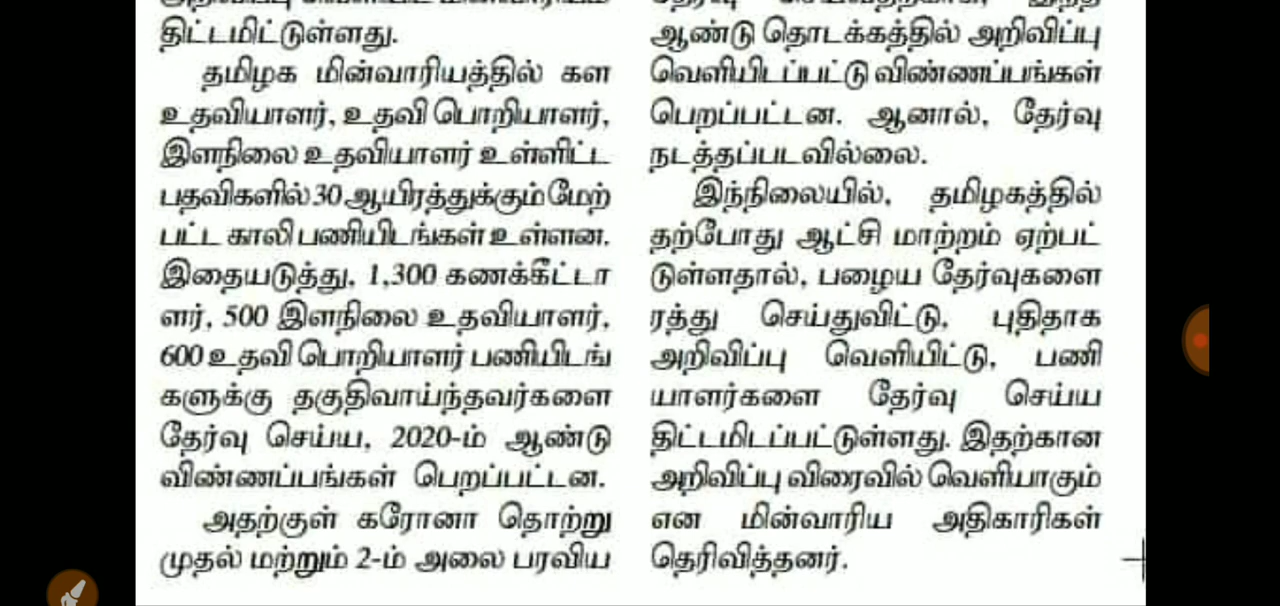 திட்டமிட்டுள்ளது.
தமிழக மின்வாரியத்தில் கள
உதவியாளர், உதவி பொறியாளர்,
இளநிலை உதவியாளர் உள்ளிட்ட
பதவிகளில் 30 ஆயிரத்துக்கும் மேற்
பட்ட காலி பணியிடங்கள் உள்ளன.
இதையடுத்து, 1,300 கணக்கீட்டா
ளர், 500 இளநிலை உதவியாளர்,
600 உதவி பொறியாளர் பணியிடங்
களுக்கு தகுதிவாய்ந்தவர்களை
தேர்வு செய்ய, 2020-ம் ஆண்டு
விண்ணப்பங்கள் பெறப்பட்டன.
அதற்குள் கரோனா தொற்று
முதல் மற்றும் 2-ம் அலை பரவிய
ஆண்டு தொடக்கத்தில் அறிவிப்பு
வெளியிடப்பட்டு விண்ணப்பங்கள்
பெறப்பட்டன. ஆனால், தேர்வு
நடத்தப்படவில்லை.
இந்நிலையில், தமிழகத்தில்
தற்போது ஆட்சி மாற்றம் ஏற்பட்
டுள்ளதால், பழைய தேர்வுகளை
ரத்து செய்துவிட்டு, புதிதாக
அறிவிப்பு வெளியிட்டு, பணி
யாளர்களை தேர்வு செய்ய
திட்டமிடப்பட்டுள்ளது. இதற்கான
அறிவிப்பு விரைவில் வெளியாகும்
என மின்வாரிய அதிகாரிகள்
தெரிவித்தனர்.